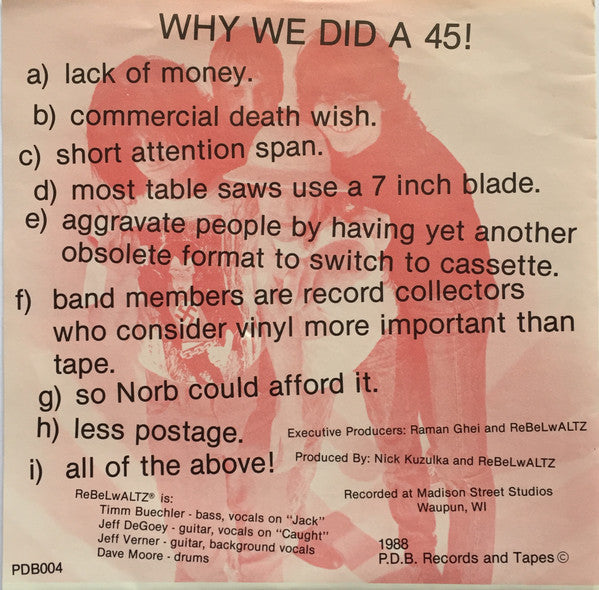 WHY WE DID A 45!
a) lack of money.
b) commercial death wish.
c) short attention span.
d) most table saws use a 7 inch blade.
e) aggravate people by having yet another
obsolete format to switch to cassette.
f) band members are record collectors
who consider vinyl more important than
tape.
g) so Norb could afford it.
h) less postage.
i) all of the above!
Executive Producers: Raman Ghei and ReBeLwALTZ
Produced By: Nick Kuzulka and ReBeLwALTZ
Recorded at Madison Street Studios
Waupun, WI
ReBeLwALTZ® is:
Timm Buechler - bass, vocals on "Jack"
Jeff DeGoey - guitar, vocals on "Caught"
Jeff Verner - guitar, background vocals
Dave Moore - drums
1988
P.D.B. Records and Tapes©
PDB004